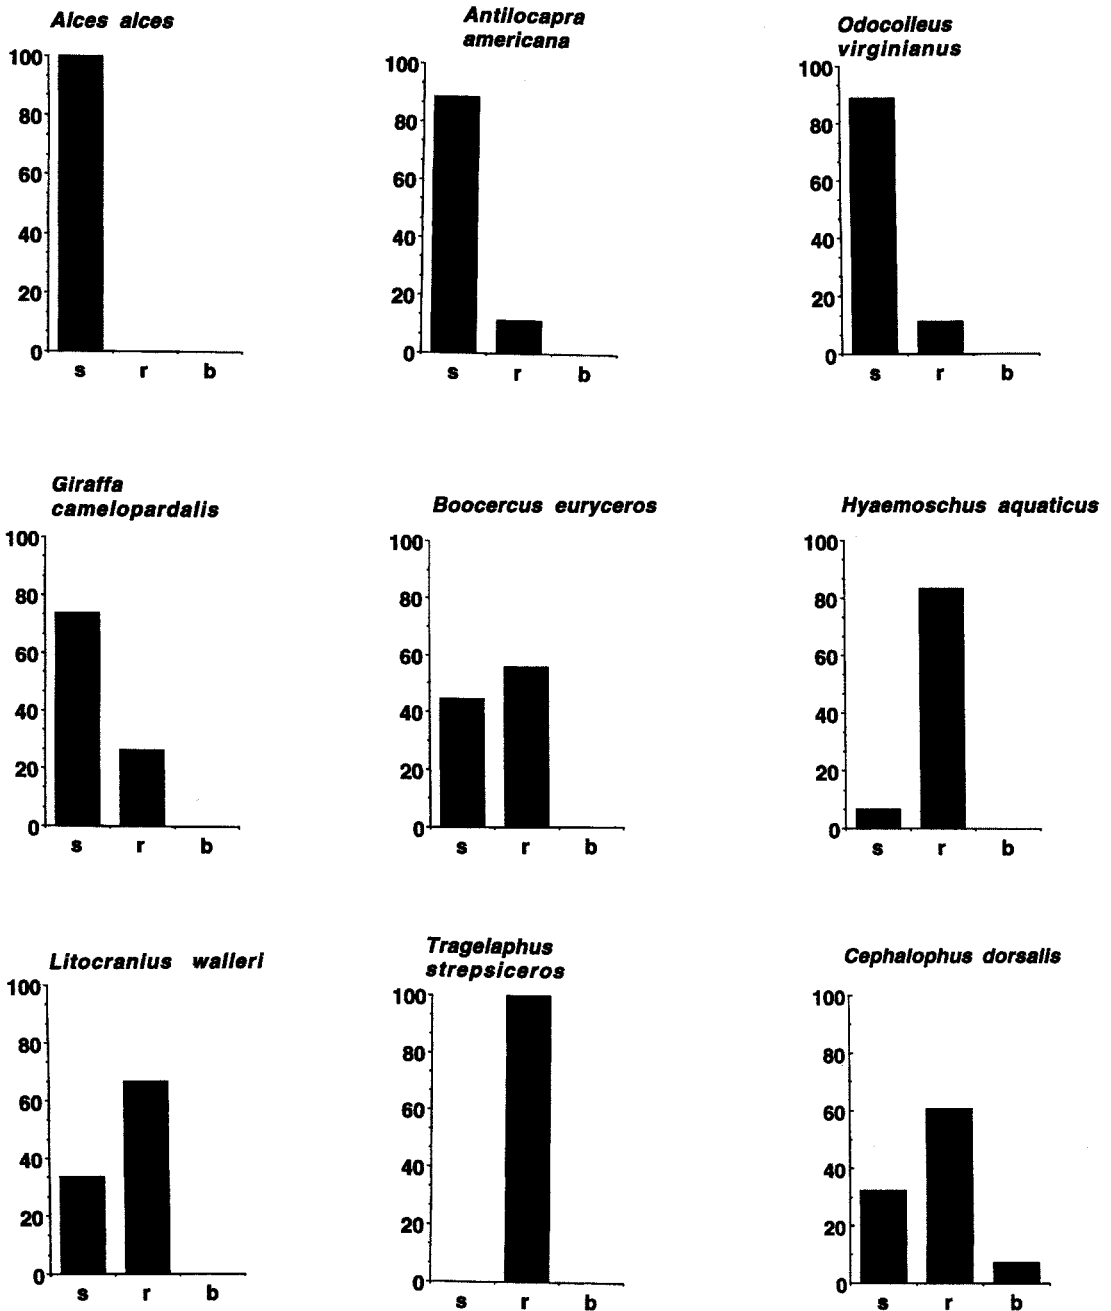 Alces alces
100
80
60
40
20
0
s r b
Antilocapra
americana
100
80
60
40
20
0
s r b
Odocoileus
virginianus
100
80
60
40
20
0
s r b
Giraffa
camelopardalis
100
80
60
40
20
0
s r b
Boocercus euryceros
100
80
60
40
20
0
s r b
Hyaemoschus aquaticus
100
80
60
40
20
0
s r b
Litocranius walleri
100
80
60
40
20
0
s r b
Tragelaphus
strepsiceros
100
80
60
40
20
0
s r b
Cephalophus dorsalis
100
80
60
40
20
0
s r b